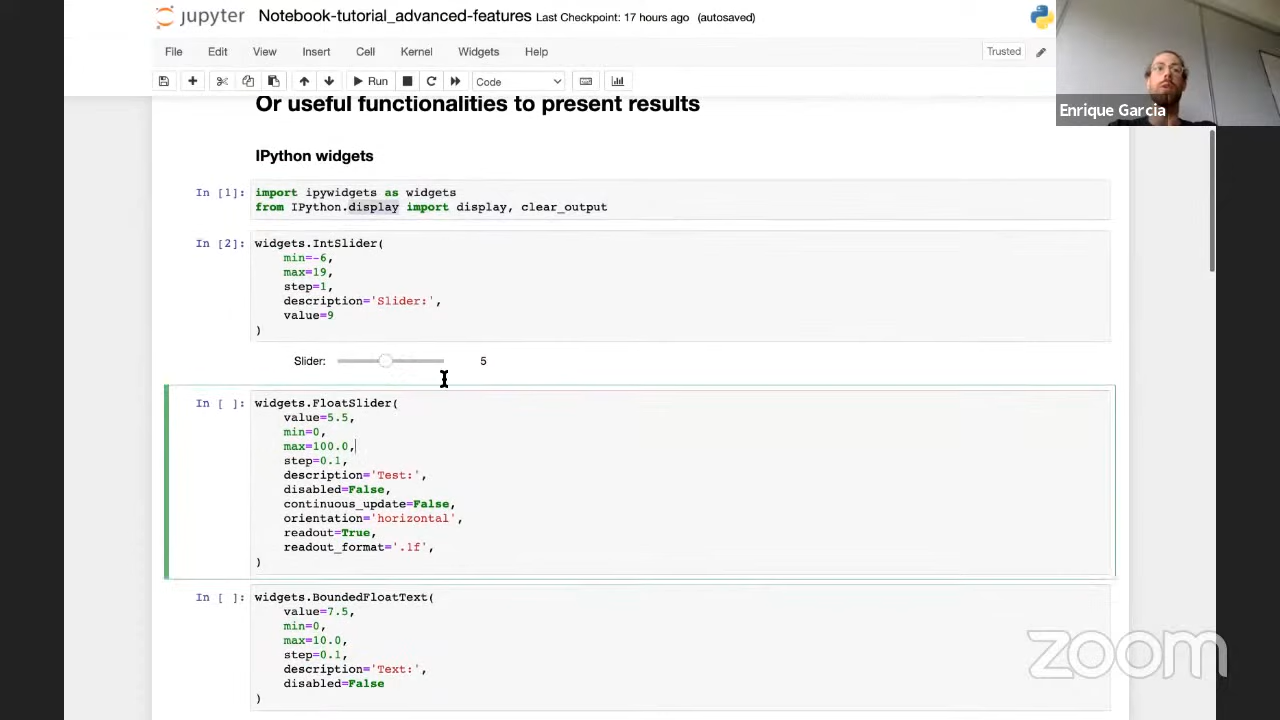 jupyter Notebook-tutorial_advanced-features Last Checkpoint: 17 hours ago (autosaved)
File Edit View Insert Cell Kernel Widgets Help Trusted
Run Code
Enrique Garcia
Or useful functionalities to present results
IPython widgets
In [1]: import ipywidgets as widgets
from IPython.display import display, clear_output
In [2]: widgets.IntSlider(
min=-6,
max=19,
step=1,
description='Slider:',
value=9
)
Slider: 5
In [ ]: widgets.FloatSlider(
value=5.5,
min=0,
max=100.0,
step=0.1,
description='Test:',
disabled=False,
continuous_update=False,
orientation='horizontal',
readout=True,
readout_format='.1f',
)
In [ ]: widgets.BoundedFloatText(
value=7.5,
min=0,
max=10.0,
step=0.1,
description='Text:',
disabled=False
)
zoom